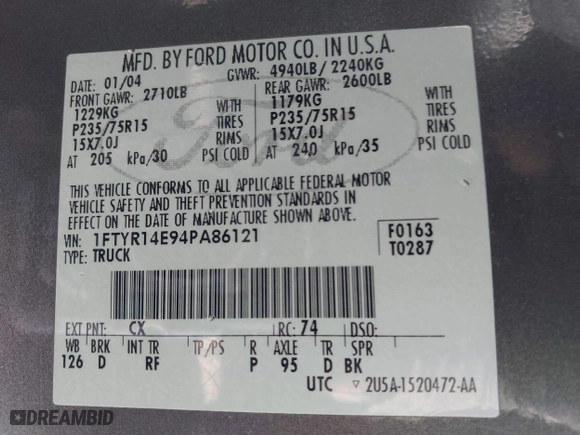 MFD. BY FORD MOTOR CO. IN U.S.A.
DATE: 01/04 GVWR: 4940LB/ 2240KG
FRONT GAWR: 2710LB REAR GAWR: 2600LB
1229KG WITH 1179KG WITH
P235/75R15 TIRES P235/75R15 TIRES
15X7.0J RIMS 15X7.0J RIMS
AT 205 kPa/30 PSI COLD AT 240 kPa/35 PSI COLD
THIS VEHICLE CONFORMS TO ALL APPLICABLE FEDERAL MOTOR
VEHICLE SAFETY AND THEFT PREVENTION STANDARDS IN
EFFECT ON THE DATE OF MANUFACTURE SHOWN ABOVE.
VIN: 1FTYR14E94PA86121 F0163
TYPE: TRUCK T0287
Ford
EXT PNT: CX RC: 74 DSO:
WB BRK INT TR TP/PS R AXLE TR SPR
126 D RF P 95 D BK
UTC ▽ 2U5A-1520472-AA
DREAMBID